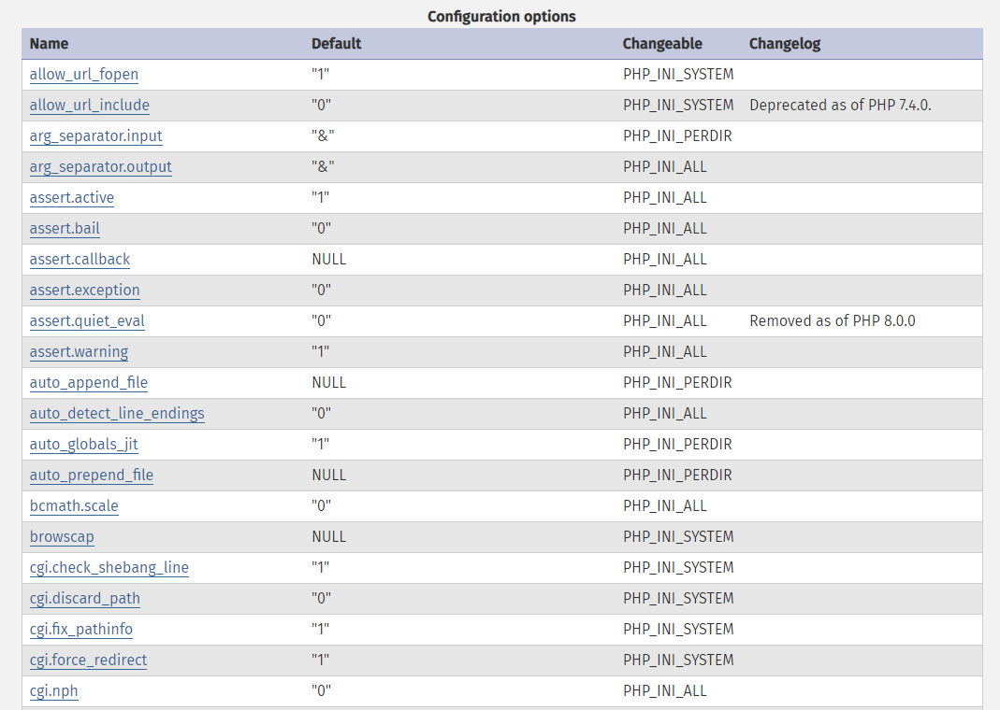 Configuration options
Name Default Changeable Changelog
allow_url_fopen "1" PHP_INI_SYSTEM
allow_url_include "0" PHP_INI_SYSTEM Deprecated as of PHP 7.4.0.
arg_separator.input "&" PHP_INI_PERDIR
arg_separator.output "&" PHP_INI_ALL
assert.active "1" PHP_INI_ALL
assert.bail "0" PHP_INI_ALL
assert.callback NULL PHP_INI_ALL
assert.exception "0" PHP_INI_ALL
assert.quiet_eval "0" PHP_INI_ALL Removed as of PHP 8.0.0
assert.warning "1" PHP_INI_ALL
auto_append_file NULL PHP_INI_PERDIR
auto_detect_line_endings "0" PHP_INI_ALL
auto_globals_jit "1" PHP_INI_PERDIR
auto_prepend_file NULL PHP_INI_PERDIR
bcmath.scale "0" PHP_INI_ALL
browscap NULL PHP_INI_SYSTEM
cgi.check_shebang_line "1" PHP_INI_SYSTEM
cgi.discard_path "0" PHP_INI_SYSTEM
cgi.fix_pathinfo "1" PHP_INI_SYSTEM
cgi.force_redirect "1" PHP_INI_SYSTEM
cgi.nph "0" PHP_INI_ALL